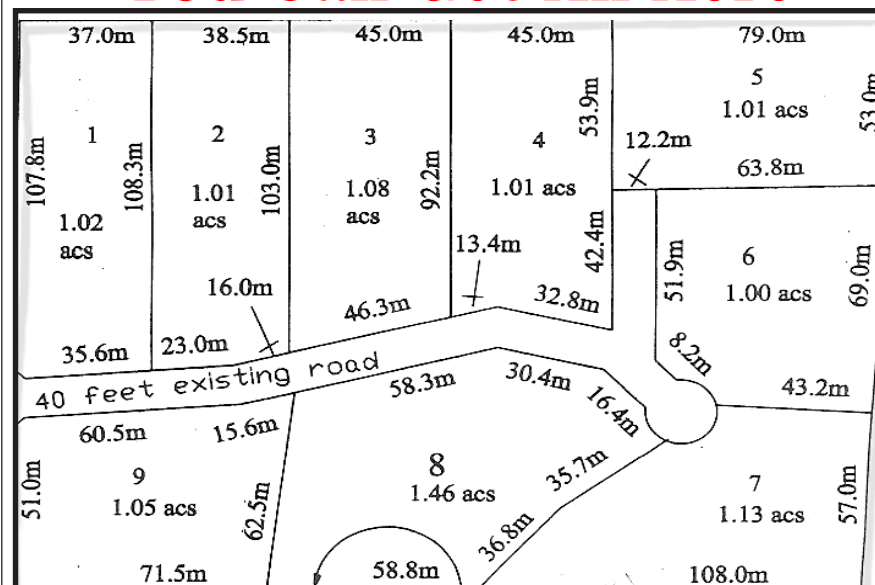 37.0m
38.5m
45.0m
45.0m
79.0m
107.8m
1
1.02
acs
108.3m
2
1.01
acs
103.0m
3
1.08
acs
92.2m
4
1.01 acs
53.9m
42.4m
5
1.01 acs
53.0m
12.2m
63.8m
6
1.00 acs
51.9m
69.0m
8.2m
43.2m
35.6m
23.0m
16.0m
46.3m
13.4m
32.8m
40 feet existing road
60.5m
15.6m
58.3m
30.4m
16.4m
51.0m
9
1.05 acs
62.5m
71.5m
8
1.46 acs
35.7m
36.8m
58.8m
7
1.13 acs
57.0m
108.0m